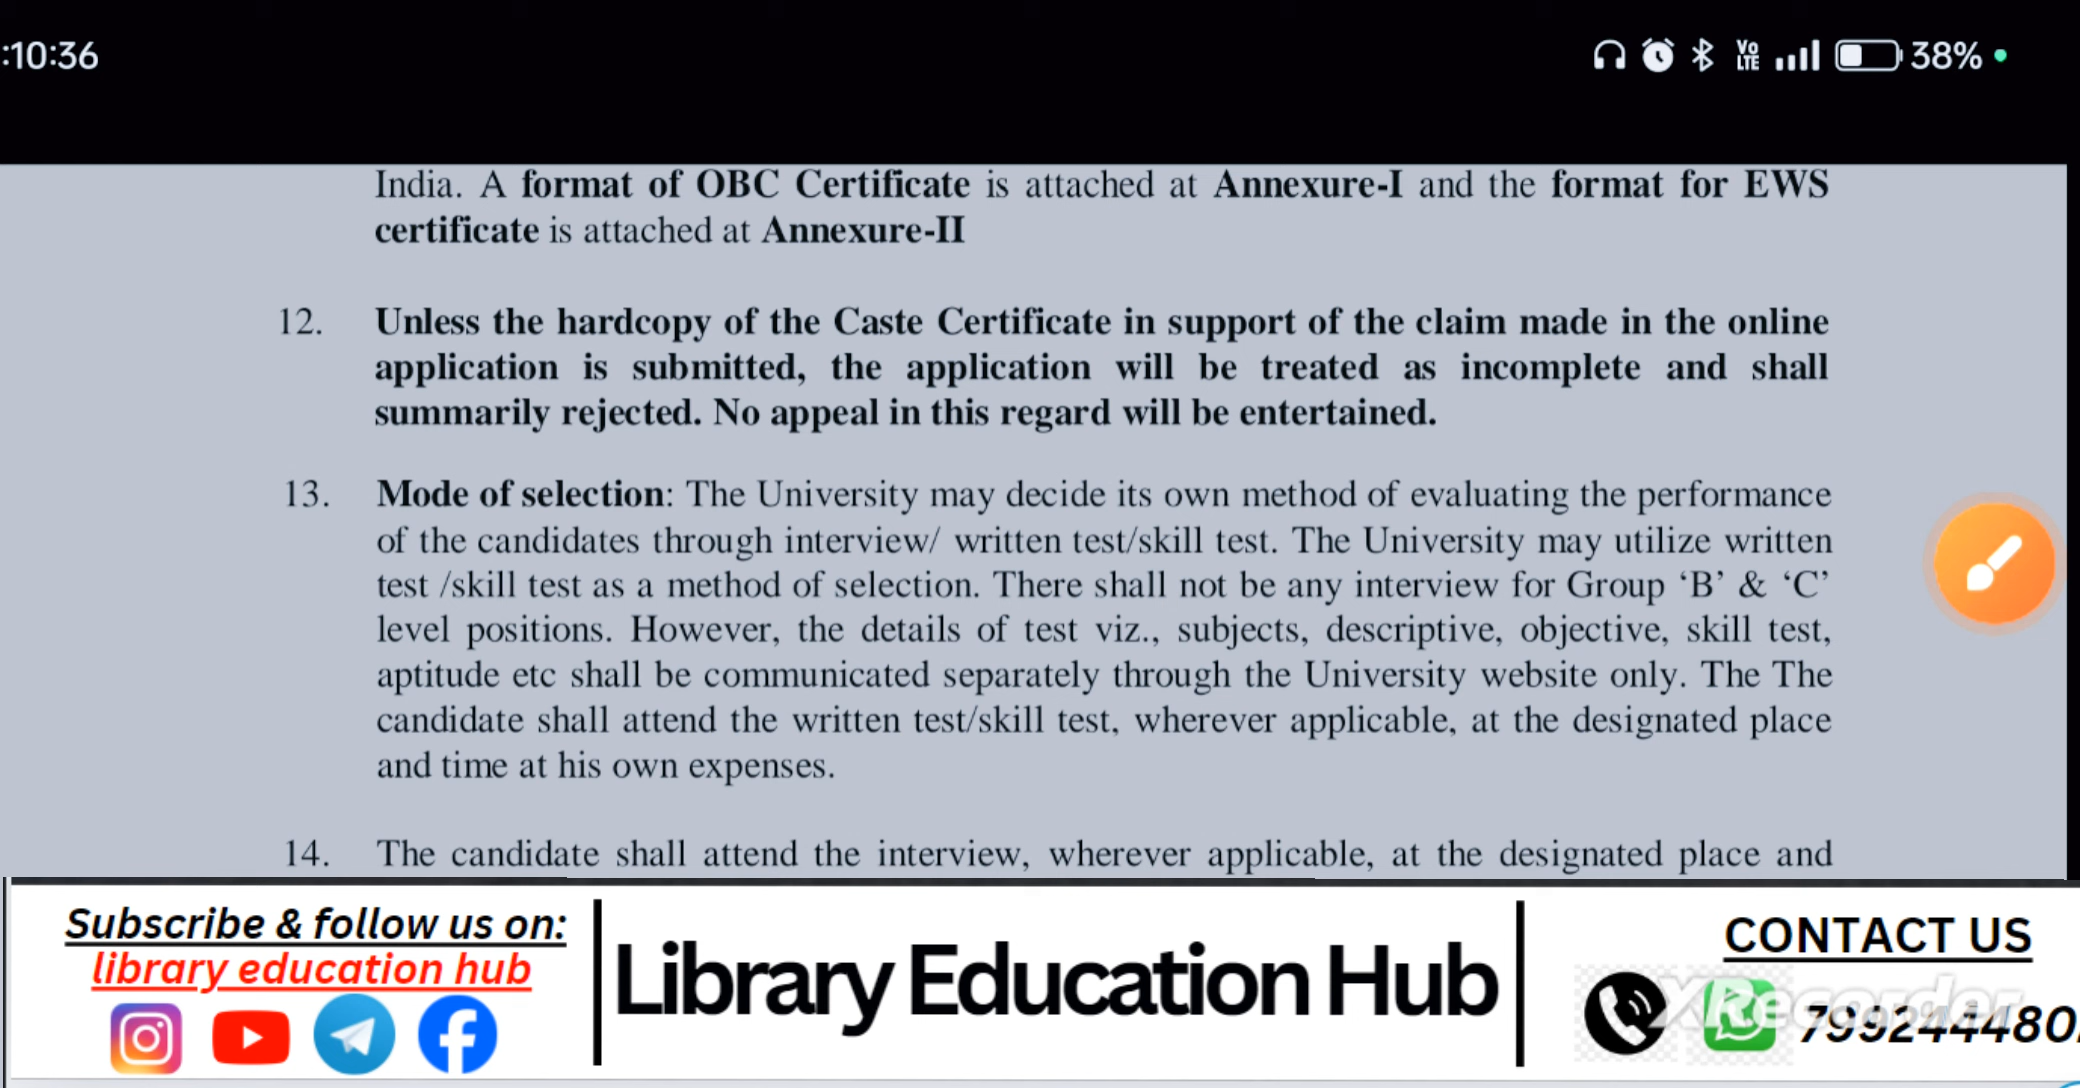 :10:36
Vo LTE 38%
India. A format of OBC Certificate is attached at Annexure-I and the format for EWS
certificate is attached at Annexure-II
12. Unless the hardcopy of the Caste Certificate in support of the claim made in the online
application is submitted, the application will be treated as incomplete and shall
summarily rejected. No appeal in this regard will be entertained.
13. Mode of selection: The University may decide its own method of evaluating the performance
of the candidates through interview/ written test/skill test. The University may utilize written
test /skill test as a method of selection. There shall not be any interview for Group ‘B’ & ‘C’
level positions. However, the details of test viz., subjects, descriptive, objective, skill test,
aptitude etc shall be communicated separately through the University website only. The The
candidate shall attend the written test/skill test, wherever applicable, at the designated place
and time at his own expenses.
14. The candidate shall attend the interview, wherever applicable, at the designated place and
Subscribe & follow us on:
library education hub
Library Education Hub
CONTACT US
XRecorder